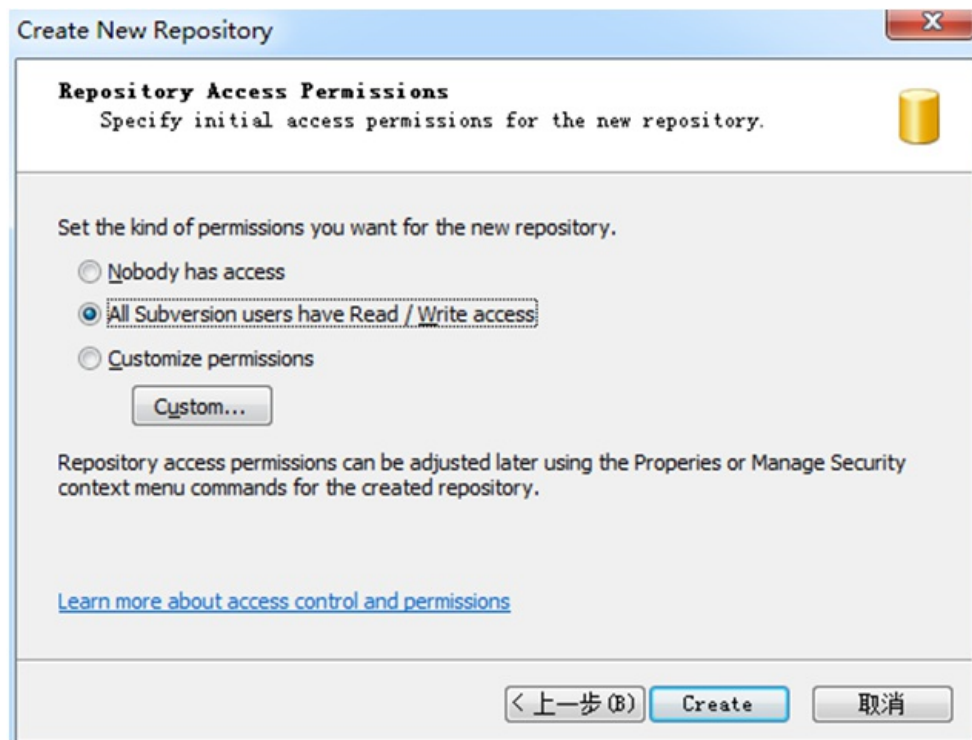 Create New Repository
Repository Access Permissions
Specify initial access permissions for the new repository.
Set the kind of permissions you want for the new repository.
Nobody has access
All Subversion users have Read / Write access
Customize permissions
Custom...
Repository access permissions can be adjusted later using the Properies or Manage Security
context menu commands for the created repository.
Learn more about access control and permissions
< 上一步(B)
Create
取消